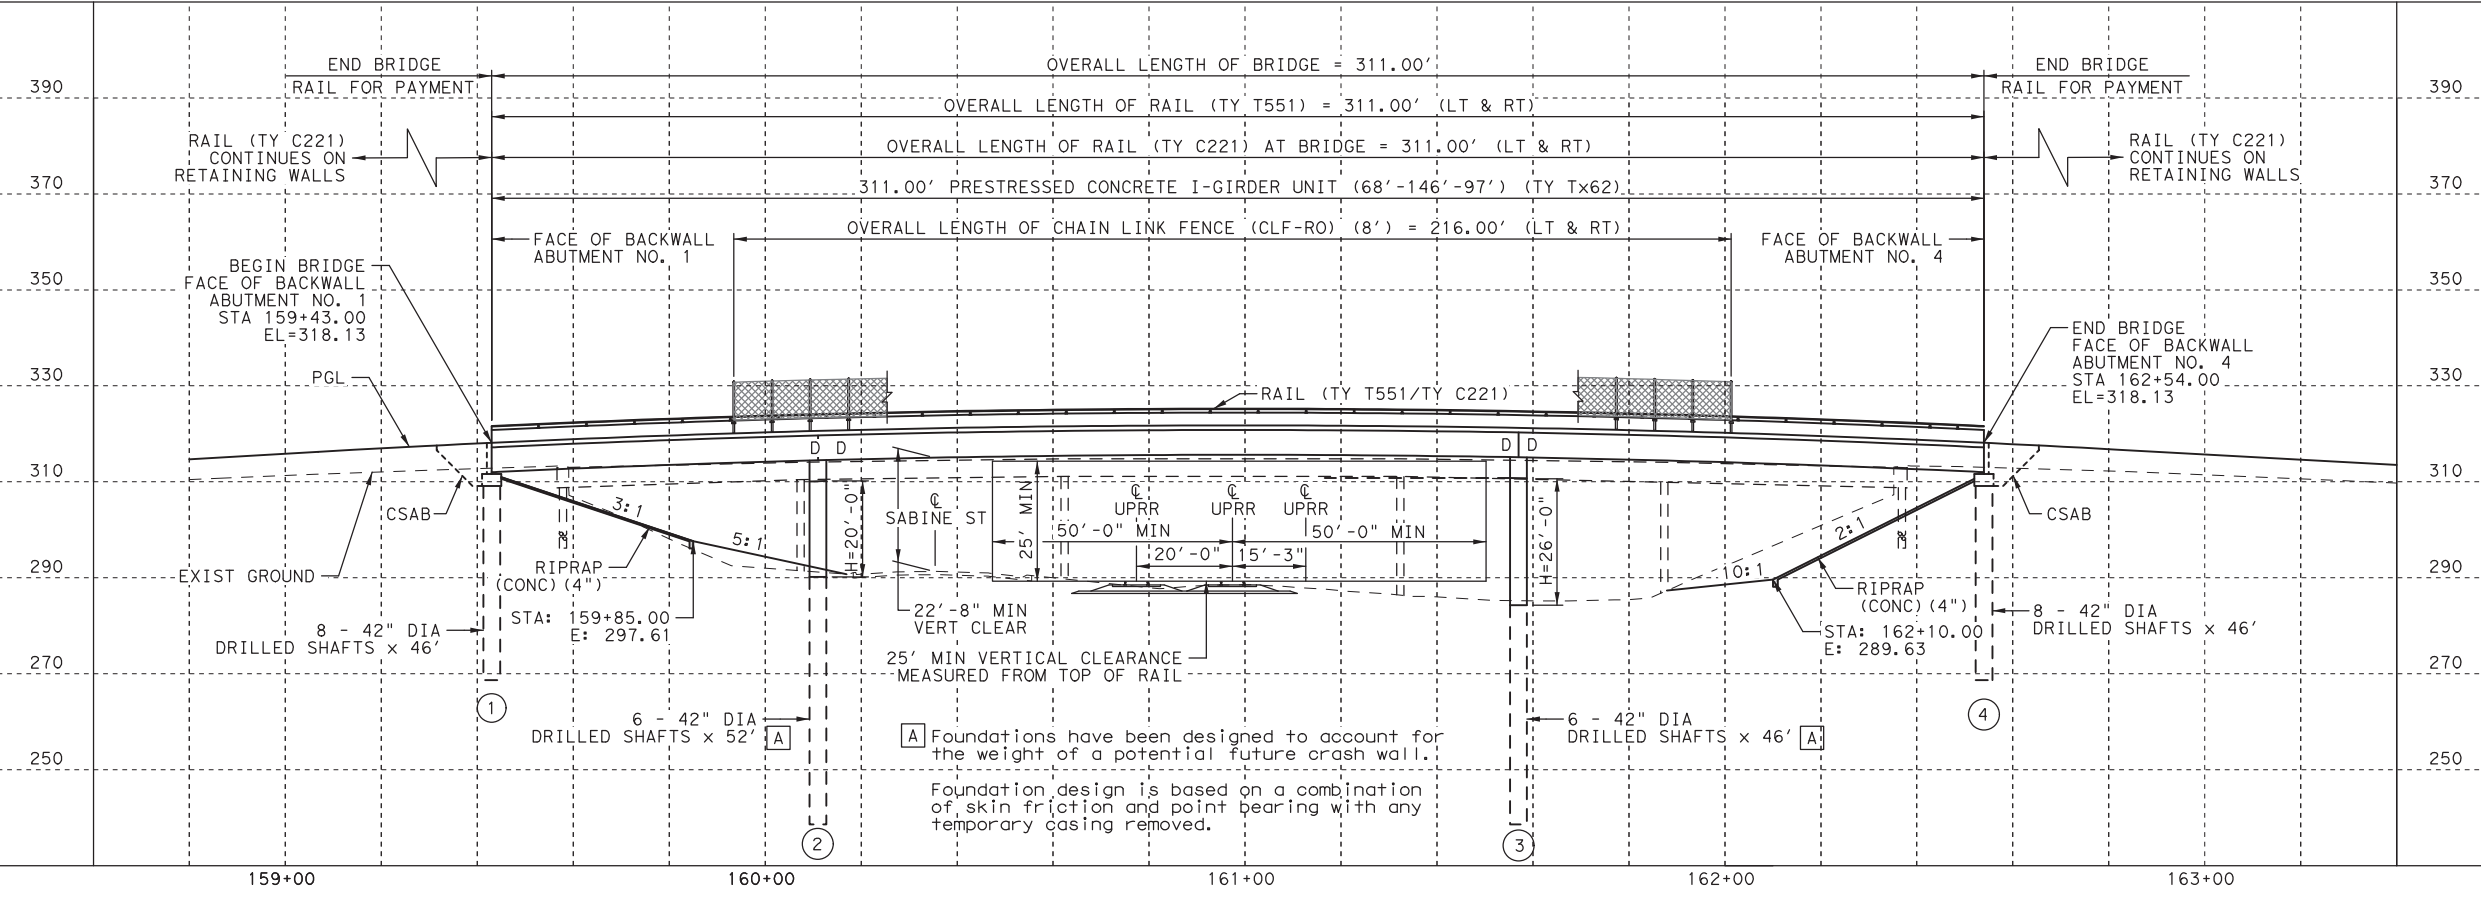 END BRIDGE
RAIL FOR PAYMENT
OVERALL LENGTH OF BRIDGE = 311.00'
END BRIDGE
RAIL FOR PAYMENT
390
390
OVERALL LENGTH OF RAIL (TY T551) = 311.00' (LT & RT)
RAIL (TY C221)
CONTINUES ON
RETAINING WALLS
OVERALL LENGTH OF RAIL (TY C221) AT BRIDGE = 311.00' (LT & RT)
RAIL (TY C221)
CONTINUES ON
RETAINING WALLS
370
370
311.00' PRESTRESSED CONCRETE I-GIRDER UNIT (68'-146'-97') (TY Tx62)
OVERALL LENGTH OF CHAIN LINK FENCE (CLF-RO) (8') = 216.00' (LT & RT)
FACE OF BACKWALL
ABUTMENT NO. 1
FACE OF BACKWALL
ABUTMENT NO. 4
BEGIN BRIDGE
FACE OF BACKWALL
ABUTMENT NO. 1
STA 159+43.00
EL=318.13
350
350
END BRIDGE
FACE OF BACKWALL
ABUTMENT NO. 4
STA 162+54.00
EL=318.13
PGL
330
330
RAIL (TY T551/TY C221)
D D
D D
310
310
CSAB
3:1
5:1
H=20'-0"
SABINE ST
℄
25' MIN
℄
UPRR
℄
UPRR
℄
UPRR
50'-0" MIN
50'-0" MIN
20'-0"
15'-3"
H=26'-0"
10:1
2:1
CSAB
EXIST GROUND
290
290
RIPRAP
(CONC)(4")
STA: 159+85.00
E: 297.61
22'-8" MIN
VERT CLEAR
RIPRAP
(CONC)(4")
STA: 162+10.00
E: 289.63
8 - 42" DIA
DRILLED SHAFTS x 46'
8 - 42" DIA
DRILLED SHAFTS x 46'
25' MIN VERTICAL CLEARANCE
MEASURED FROM TOP OF RAIL
270
270
1
4
6 - 42" DIA
DRILLED SHAFTS x 52' A
6 - 42" DIA
DRILLED SHAFTS x 46' A
A Foundations have been designed to account for
the weight of a potential future crash wall.
250
250
Foundation design is based on a combination
of skin friction and point bearing with any
temporary casing removed.
2
3
159+00
160+00
161+00
162+00
163+00